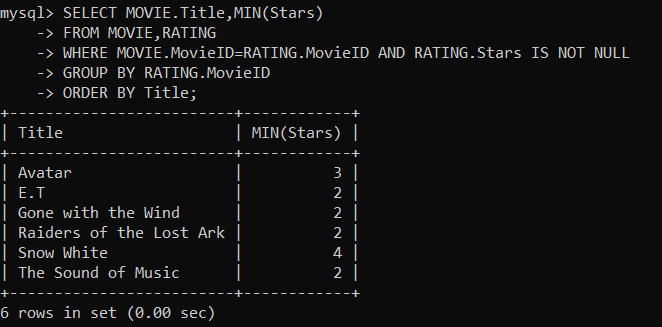 mysql> SELECT MOVIE.Title,MIN(Stars)
    -> FROM MOVIE,RATING
    -> WHERE MOVIE.MovieID=RATING.MovieID AND RATING.Stars IS NOT NULL
    -> GROUP BY RATING.MovieID
    -> ORDER BY Title;
+-------------------------+------------+
| Title                   | MIN(Stars) |
+-------------------------+------------+
| Avatar                  |          3 |
| E.T                     |          2 |
| Gone with the Wind      |          2 |
| Raiders of the Lost Ark |          2 |
| Snow White              |          4 |
| The Sound of Music      |          2 |
+-------------------------+------------+
6 rows in set (0.00 sec)